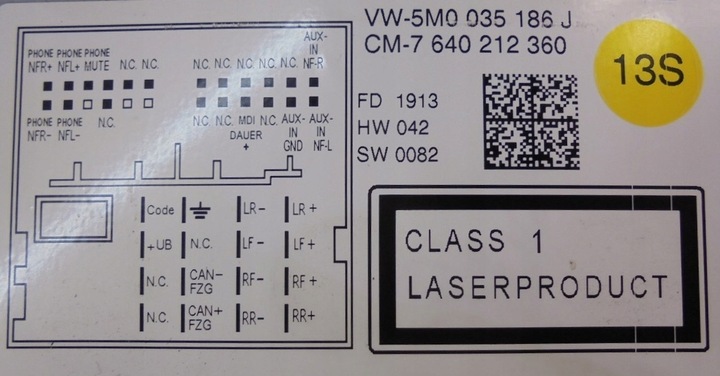 VW-5M0 035 186 J
CM-7 640 212 360
13S
FD 1913
HW 042
SW 0082
PHONE PHONE PHONE AUX-
NFR+ NFL+ MUTE N.C. N.C. N.C. N.C. N.C. N.C. IN
NF-R
PHONE PHONE N.C. N.C. N.C. MDI N.C. AUX- AUX-
NFR- NFL- DAUER IN IN
+ GND NF-L
Code LR- LR+
+UB N.C. LF- LF+
N.C. CAN- RF- RF+
FZG
N.C. CAN+ RR- RR+
FZG
CLASS 1
LASERPRODUCT